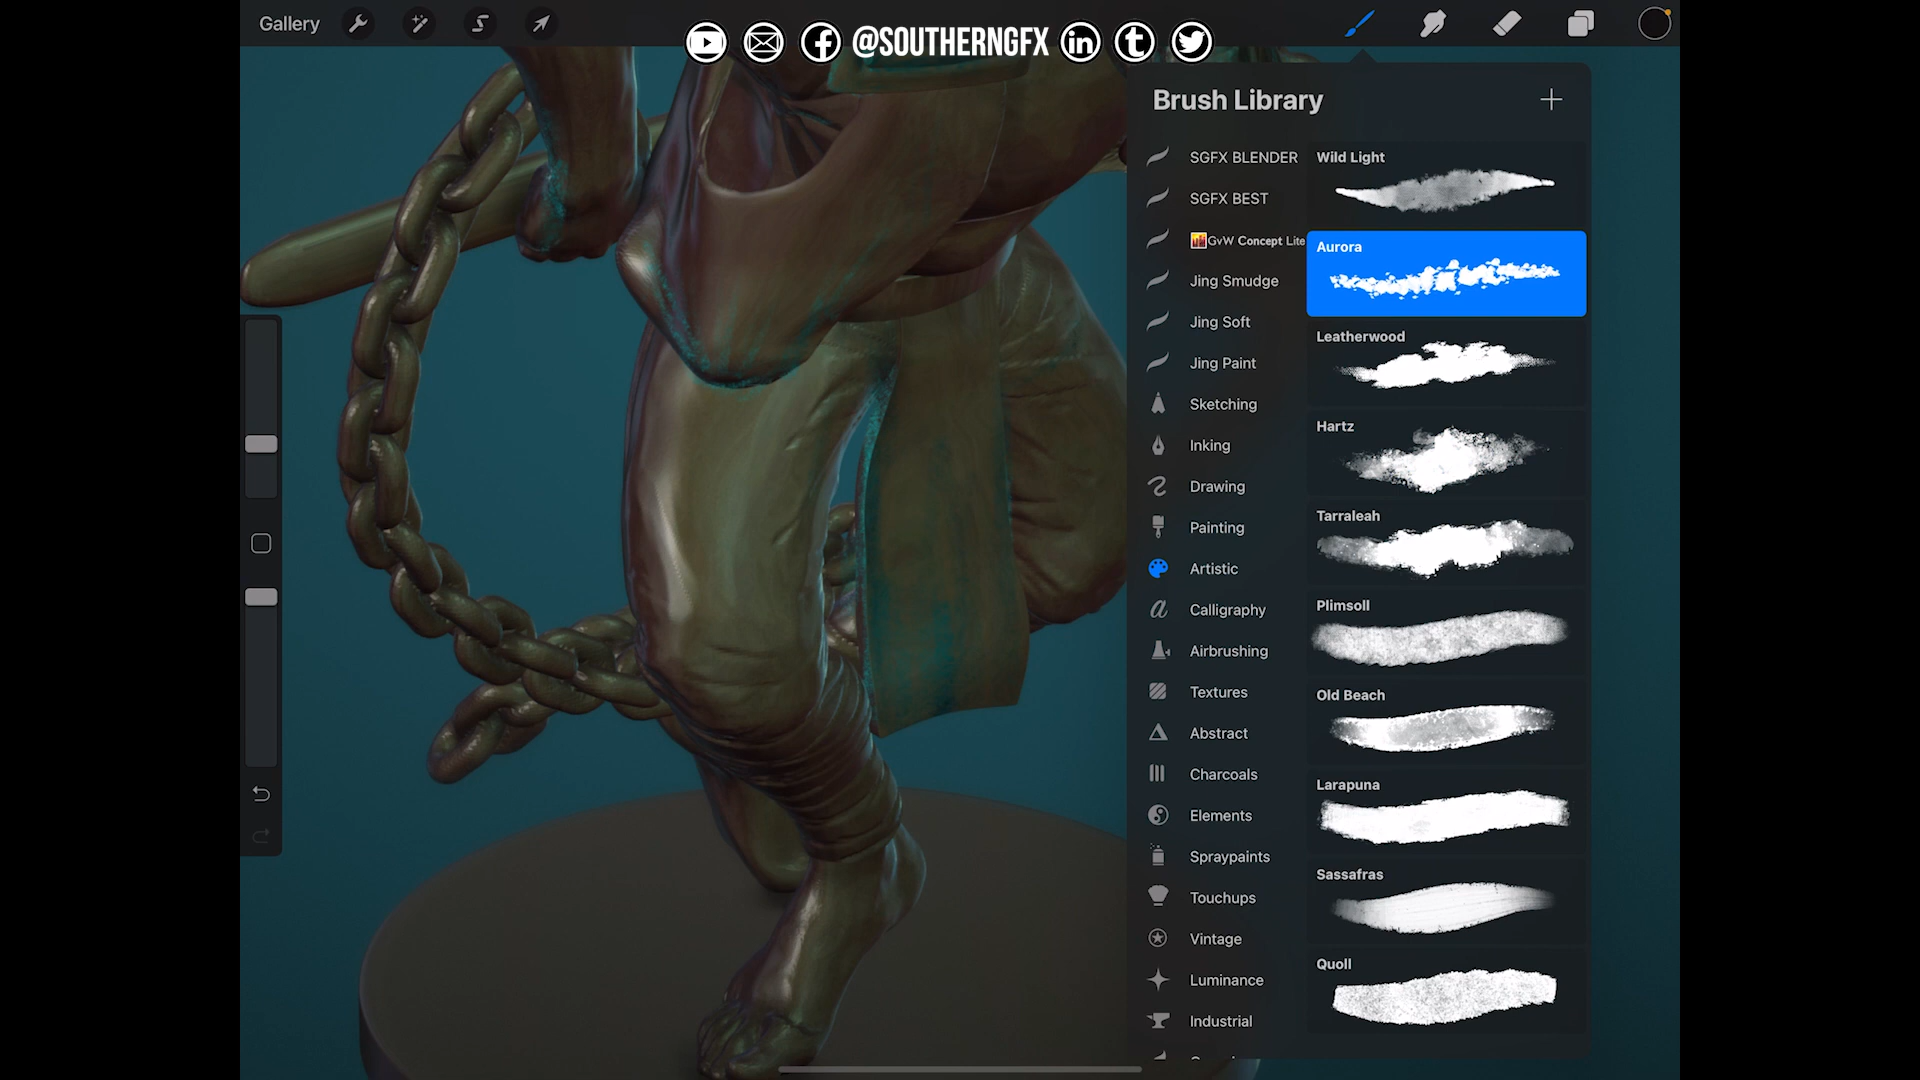 Gallery
@SOUTHERNGFX
Brush Library
SGFX BLENDER
SGFX BEST
GvW Concept Lite
Jing Smudge
Jing Soft
Jing Paint
Sketching
Inking
Drawing
Painting
Artistic
Calligraphy
Airbrushing
Textures
Abstract
Charcoals
Elements
Spraypaints
Touchups
Vintage
Luminance
Industrial
Wild Light
Aurora
Leatherwood
Hartz
Tarraleah
Plimsoll
Old Beach
Larapuna
Sassafras
Quoll